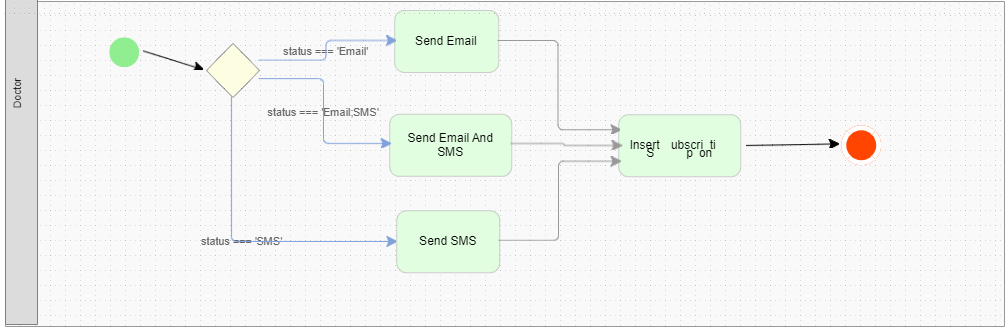 Doctor
status === 'Email'
Send Email
status === 'Email;SMS'
Send Email And
SMS
Insert Subscription
status === 'SMS'
Send SMS